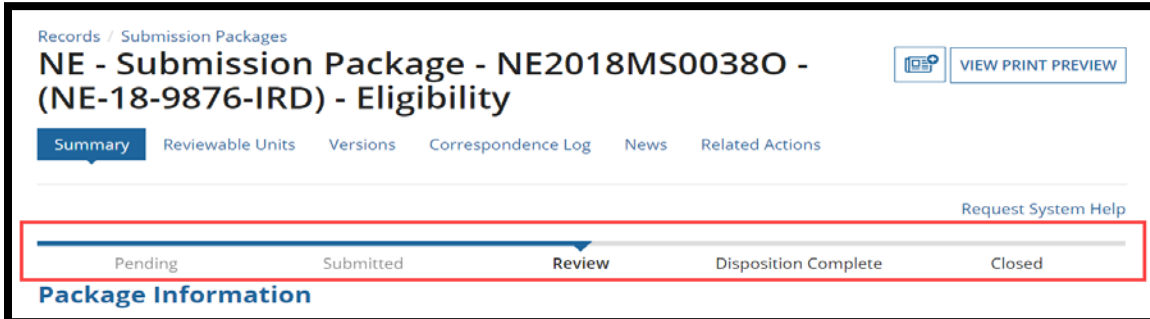 Records / Submission Packages
NE - Submission Package - NE2018MS0038O -
(NE-18-9876-IRD) - Eligibility
VIEW PRINT PREVIEW
Summary Reviewable Units Versions Correspondence Log News Related Actions
Request System Help
Pending Submitted Review Disposition Complete Closed
Package Information